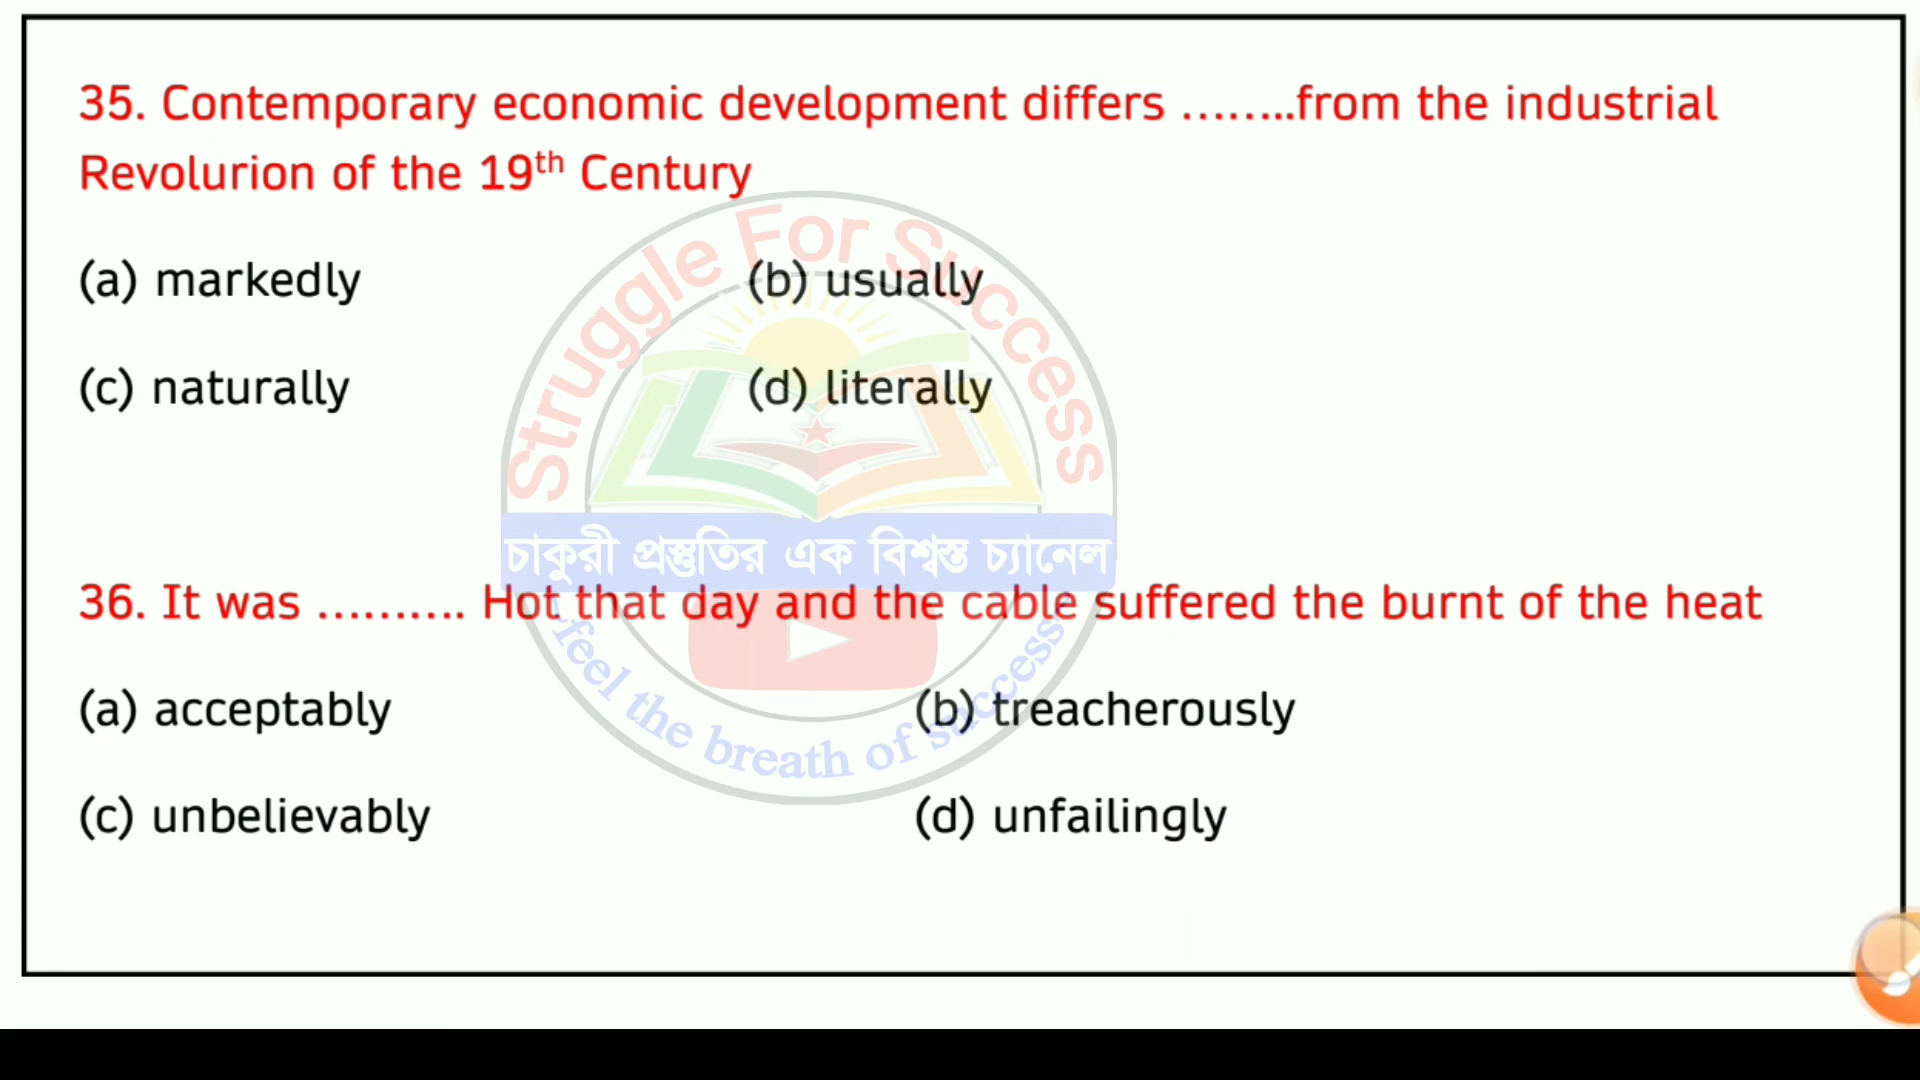 35. Contemporary economic development differs ........from the industrial
Revolurion of the 19th Century
(a) markedly (b) usually
(c) naturally (d) literally
Struggle For Success
চাকুরী প্রস্তুতির এক বিশ্বস্ত চ্যানেল
36. It was .......... Hot that day and the cable suffered the burnt of the heat
feel the breath of success
(a) acceptably (b) treacherously
(c) unbelievably (d) unfailingly